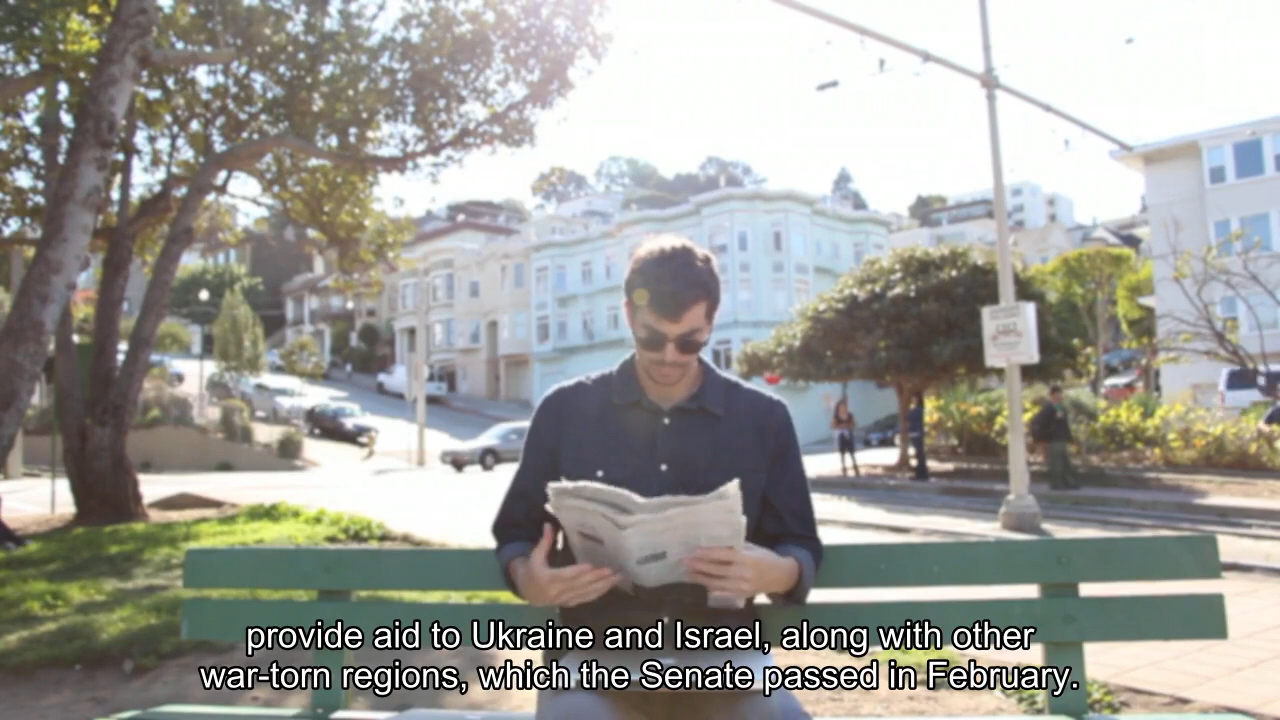 provide aid to Ukraine and Israel, along with other
war-torn regions, which the Senate passed in February.